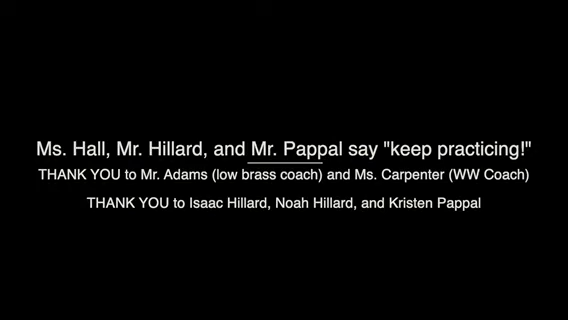 Ms. Hall, Mr. Hillard, and Mr. Pappal say "keep practicing!"
THANK YOU to Mr. Adams (low brass coach) and Ms. Carpenter (WW Coach)
THANK YOU to Isaac Hillard, Noah Hillard, and Kristen Pappal